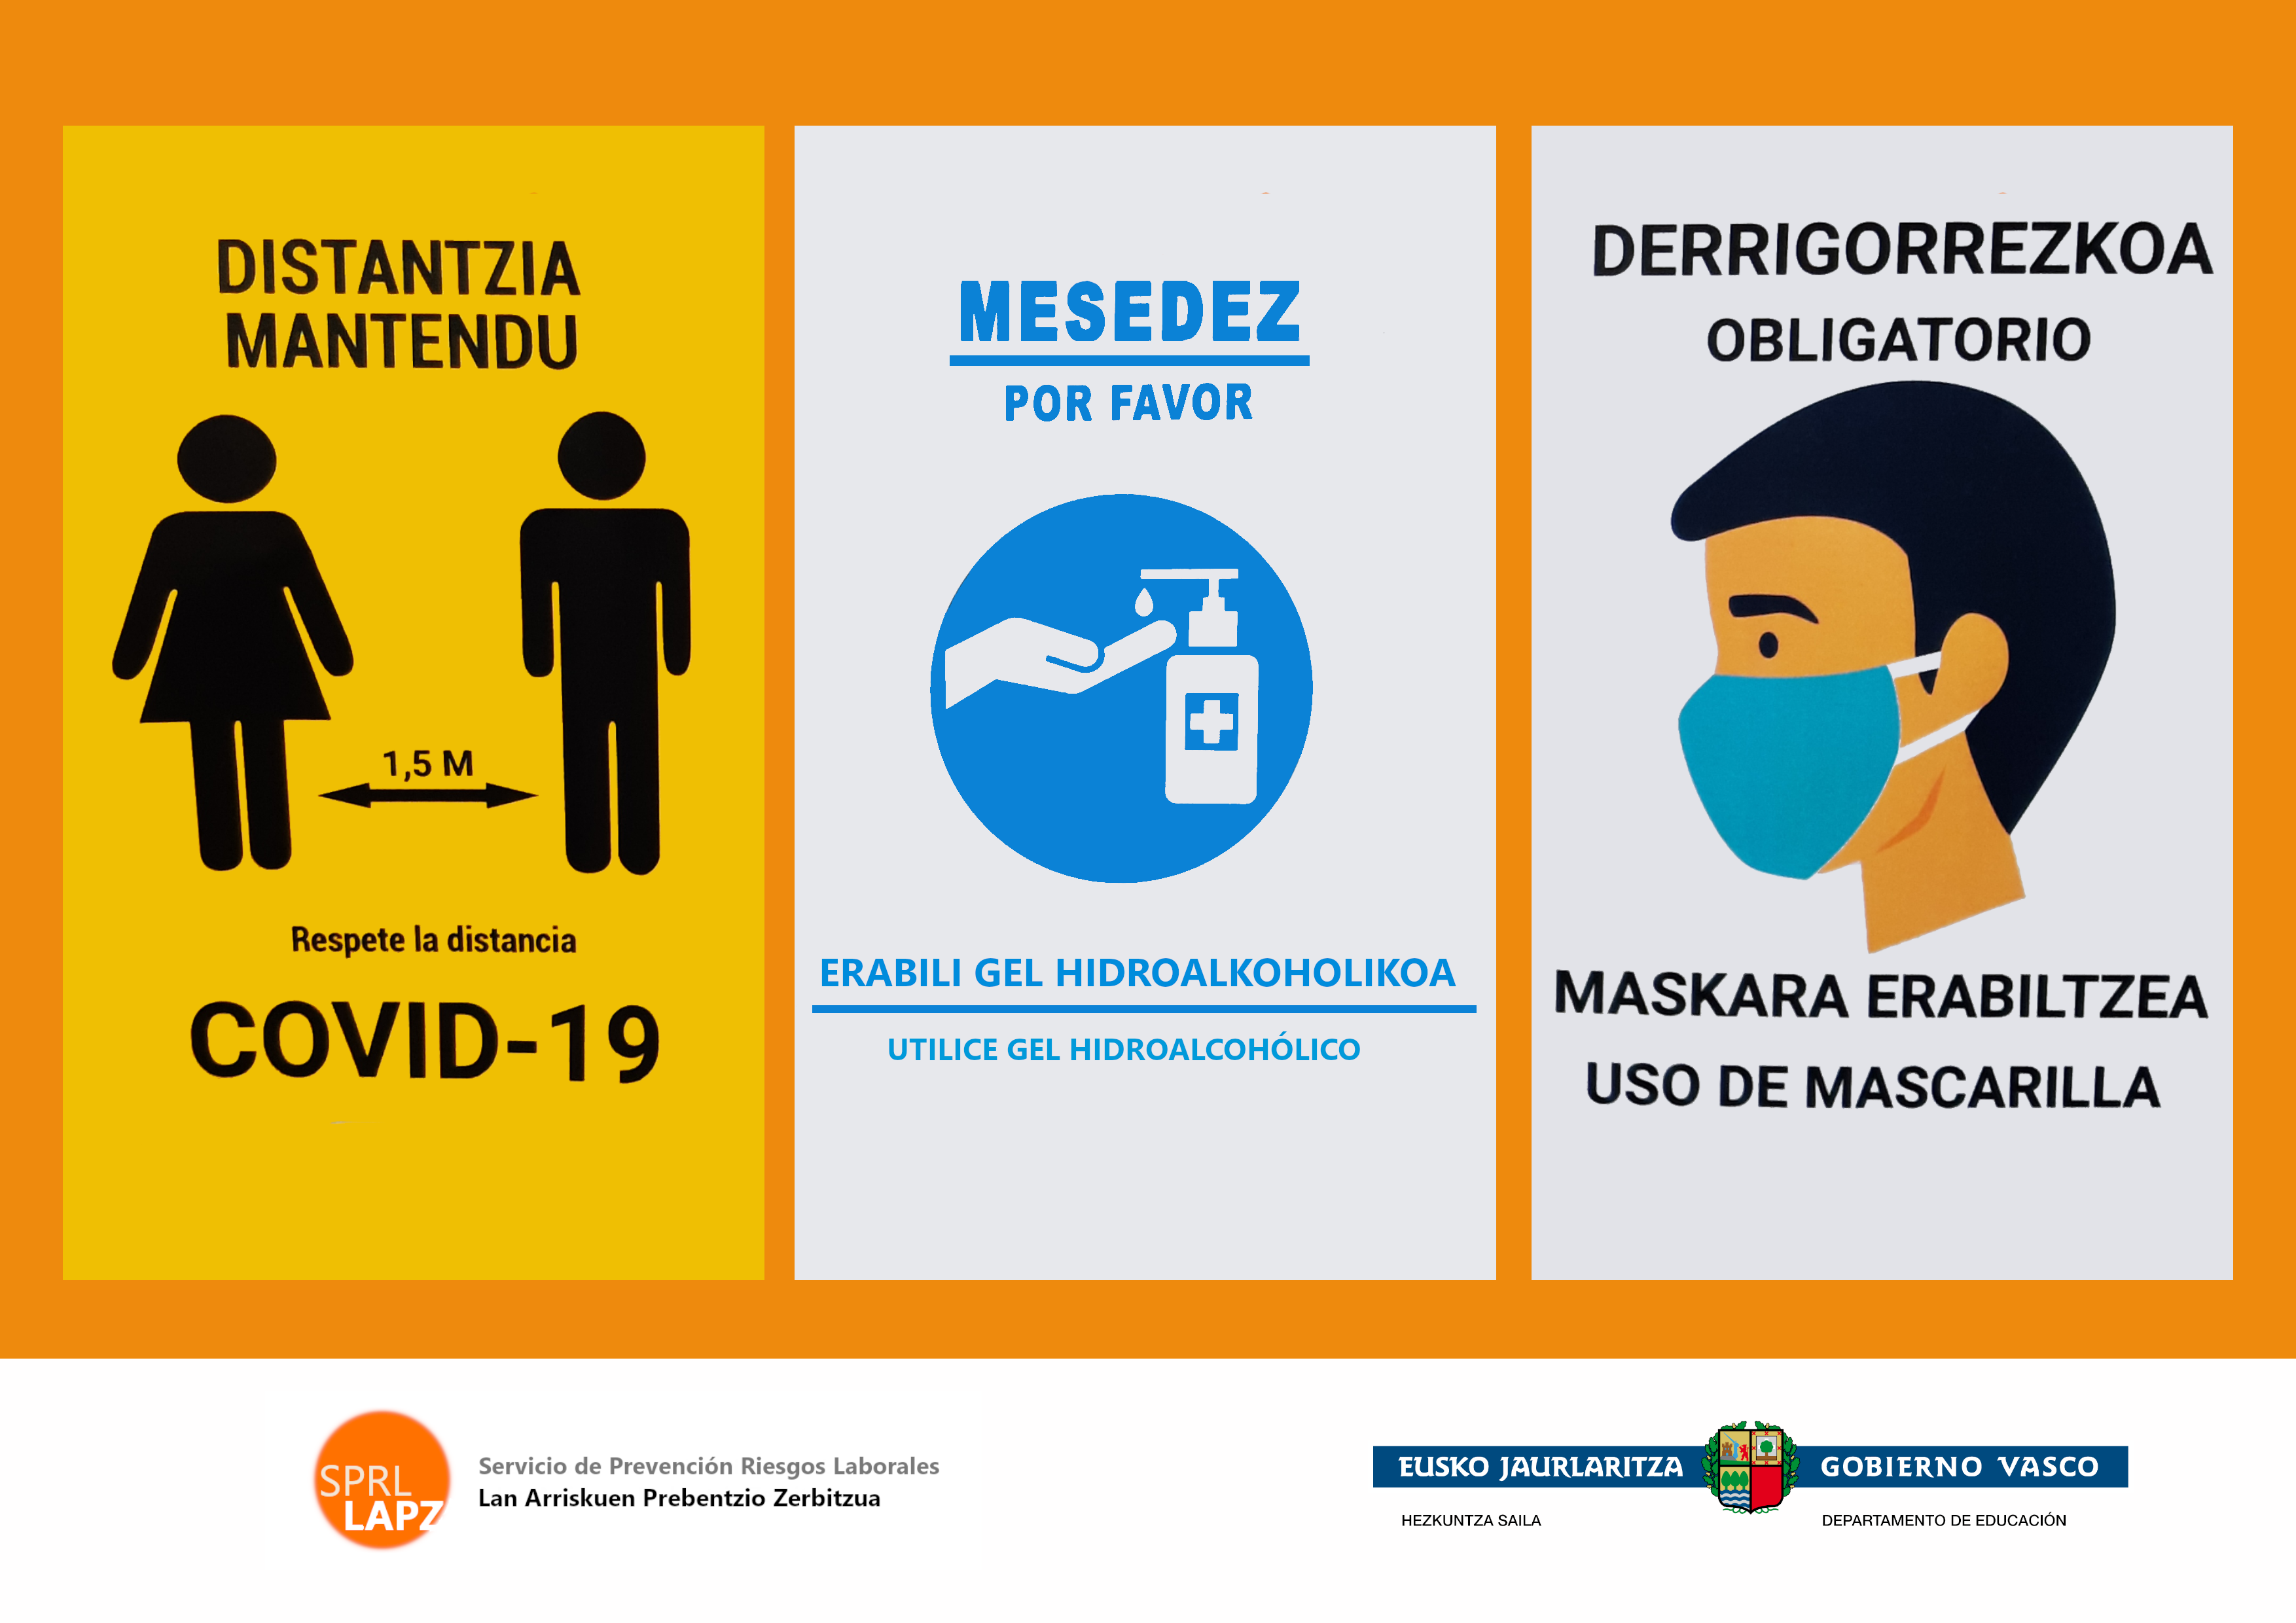 DISTANTZIA
MANTENDU
1,5 M
Respete la distancia
COVID-19
MESEDEZ
POR FAVOR
ERABILI GEL HIDROALKOHOLIKOA
UTILICE GEL HIDROALCOHÓLICO
DERRIGORREZKOA
OBLIGATORIO
MASKARA ERABILTZEA
USO DE MASCARILLA
SPRL
LAPZ
Servicio de Prevención Riesgos Laborales
Lan Arriskuen Prebentzio Zerbitzua
EUSKO JAURLARITZA
GOBIERNO VASCO
HEZKUNTZA SAILA
DEPARTAMENTO DE EDUCACIÓN